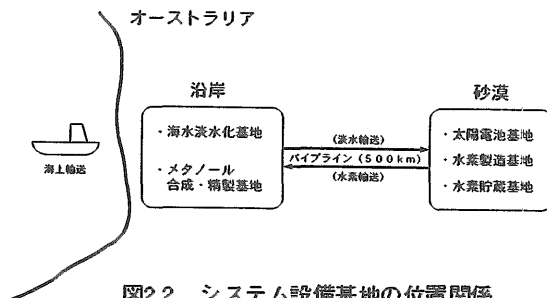 オーストラリア
沿岸
砂漠
・海水淡水化基地
・メタノール
合成・精製基地
(淡水輸送)
パイプライン(500km)
(水素輸送)
・太陽電池基地
・水素製造基地
・水素貯蔵基地
海上輸送
図2.2 システム設備基地の位置関係